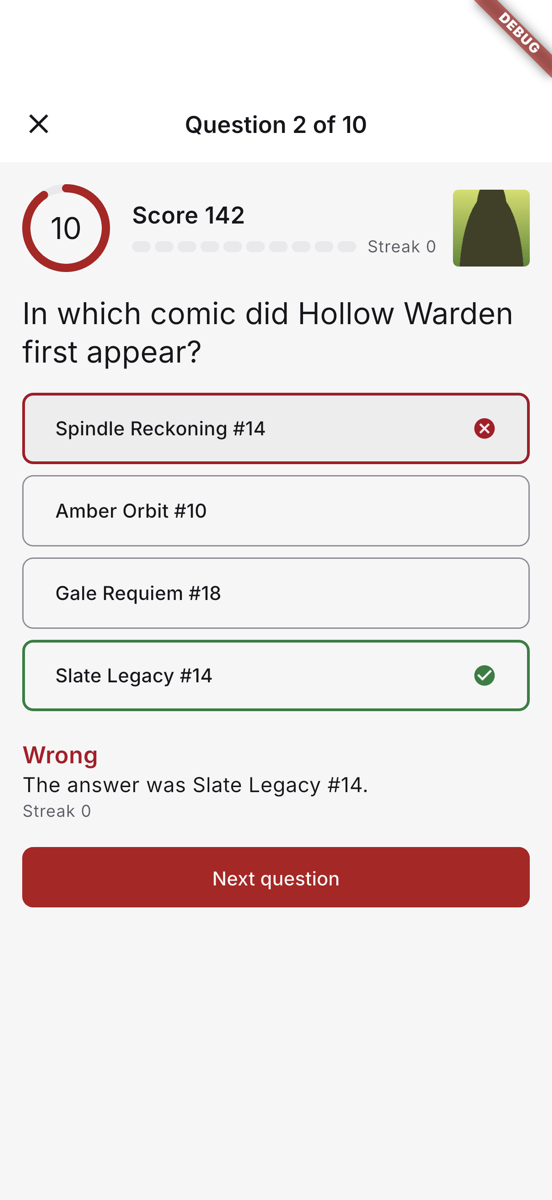 DEBUG
Question 2 of 10
10
Score 142
Streak 0
In which comic did Hollow Warden
first appear?
Spindle Reckoning #14
Amber Orbit #10
Gale Requiem #18
Slate Legacy #14
Wrong
The answer was Slate Legacy #14.
Streak 0
Next question